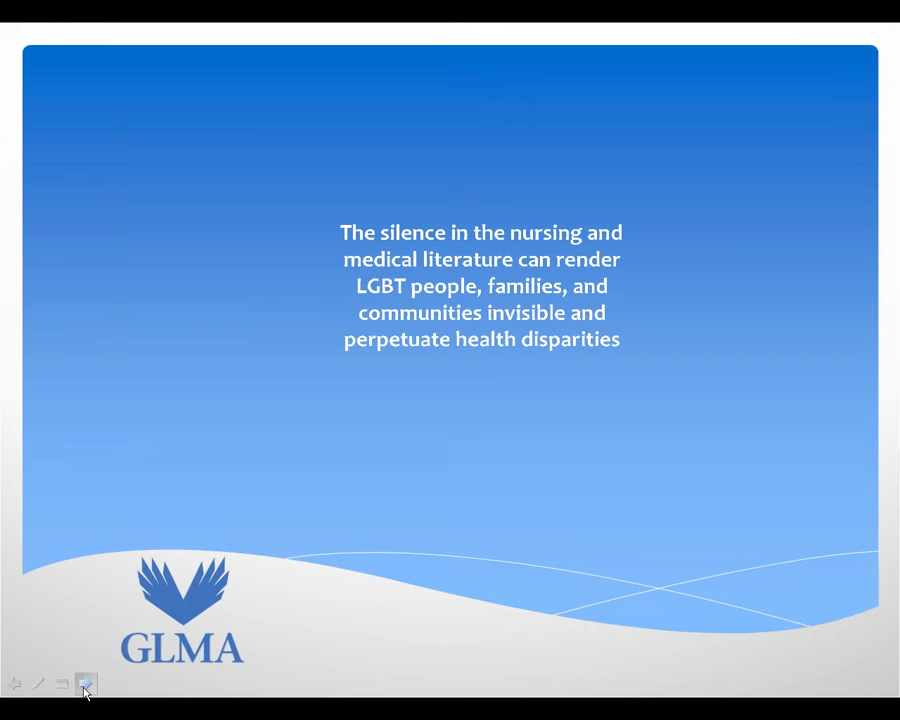 The silence in the nursing and
medical literature can render
LGBT people, families, and
communities invisible and
perpetuate health disparities
GLMA